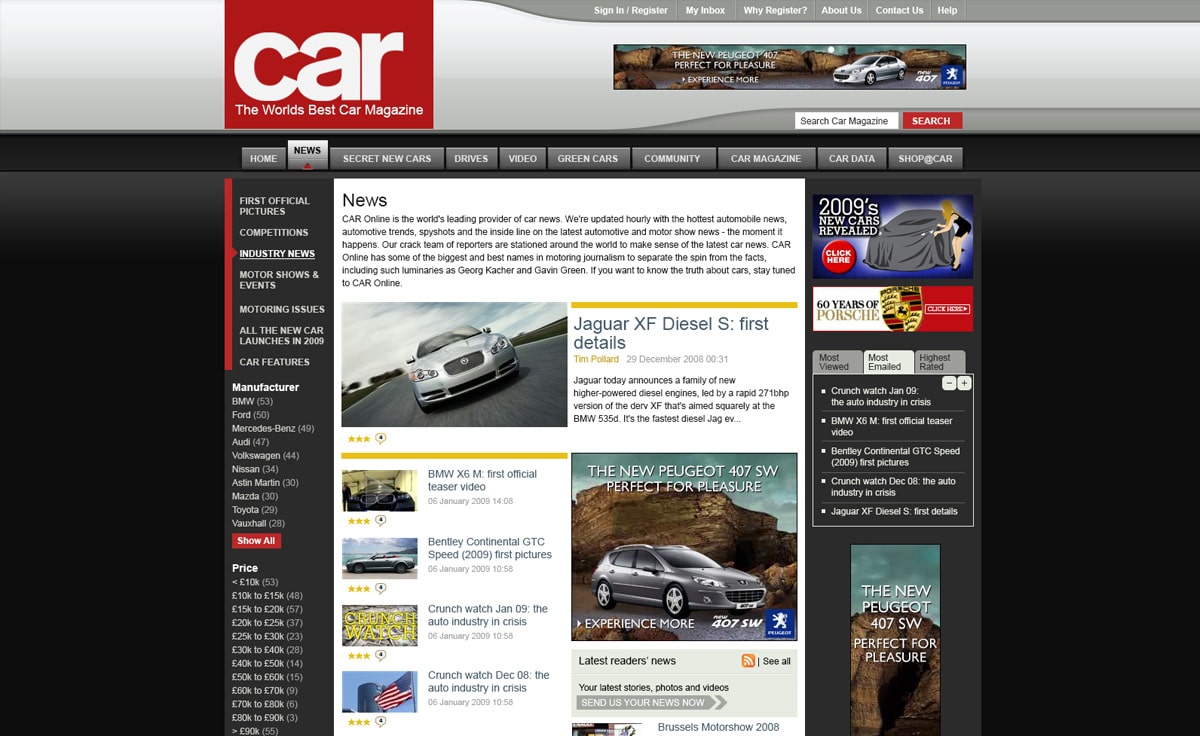 Sign In / Register
My Inbox
Why Register?
About Us
Contact Us
Help
car
The Worlds Best Car Magazine
THE NEW PEUGEOT 407
PERFECT FOR PLEASURE
EXPERIENCE MORE
new
407
PEUGEOT
Search Car Magazine
SEARCH
HOME
NEWS
SECRET NEW CARS
DRIVES
VIDEO
GREEN CARS
COMMUNITY
CAR MAGAZINE
CAR DATA
SHOP@CAR
FIRST OFFICIAL
PICTURES
COMPETITIONS
INDUSTRY NEWS
MOTOR SHOWS &
EVENTS
MOTORING ISSUES
ALL THE NEW CAR
LAUNCHES IN 2009
CAR FEATURES
Manufacturer
BMW (53)
Ford (50)
Mercedes-Benz (49)
Audi (47)
Volkswagen (44)
Nissan (34)
Astin Martin (30)
Mazda (30)
Toyota (29)
Vauxhall (28)
Show All
Price
< £10k (53)
£10k to £15k (48)
£15k to £20k (57)
£20k to £25k (37)
£25k to £30k (23)
£30k to £40k (28)
£40k to £50k (14)
£50k to £60k (15)
£60k to £70k (9)
£70k to £80k (6)
£80k to £90k (3)
> £90k (55)
News
CAR Online is the world's leading provider of car news. We're updated hourly with the hottest automobile news,
automotive trends, spyshots and the inside line on the latest automotive and motor show news - the moment it
happens. Our crack team of reporters are stationed around the world to make sense of the latest car news. CAR
Online has some of the biggest and best names in motoring journalism to separate the spin from the facts,
including such luminaries as Georg Kacher and Gavin Green. If you want to know the truth about cars, stay tuned
to CAR Online.
4
Jaguar XF Diesel S: first
details
Tim Pollard 29 December 2008 00:31
Jaguar today announces a family of new
higher-powered diesel engines, led by a rapid 271bhp
version of the derv XF that's aimed squarely at the
BMW 535d. It's the fastest diesel Jag ev...
BMW X6 M: first official
teaser video
06 January 2009 14:08
4
Bentley Continental GTC
Speed (2009) first pictures
06 January 2009 10:58
4
CRUNCH
WATCH
Crunch watch Jan 09: the
auto industry in crisis
06 January 2009 10:58
4
Crunch watch Dec 08: the
auto industry in crisis
06 January 2009 10:58
4
THE NEW PEUGEOT 407 SW
PERFECT FOR PLEASURE
EXPERIENCE MORE
new
407 SW
PEUGEOT
Latest readers' news
| See all
Your latest stories, photos and videos
SEND US YOUR NEWS NOW
Brussels Motorshow 2008
2009's
NEW CARS
REVEALED
CLICK
HERE
60 YEARS OF
PORSCHE
PORSCHE
CLICK HERE
Most
Viewed
Most
Emailed
Highest
Rated
− +
Crunch watch Jan 09:
the auto industry in crisis
BMW X6 M: first official teaser
video
Bentley Continental GTC Speed
(2009) first pictures
Crunch watch Dec 08: the auto
industry in crisis
Jaguar XF Diesel S: first details
THE NEW
PEUGEOT
407 SW
PERFECT FOR
PLEASURE